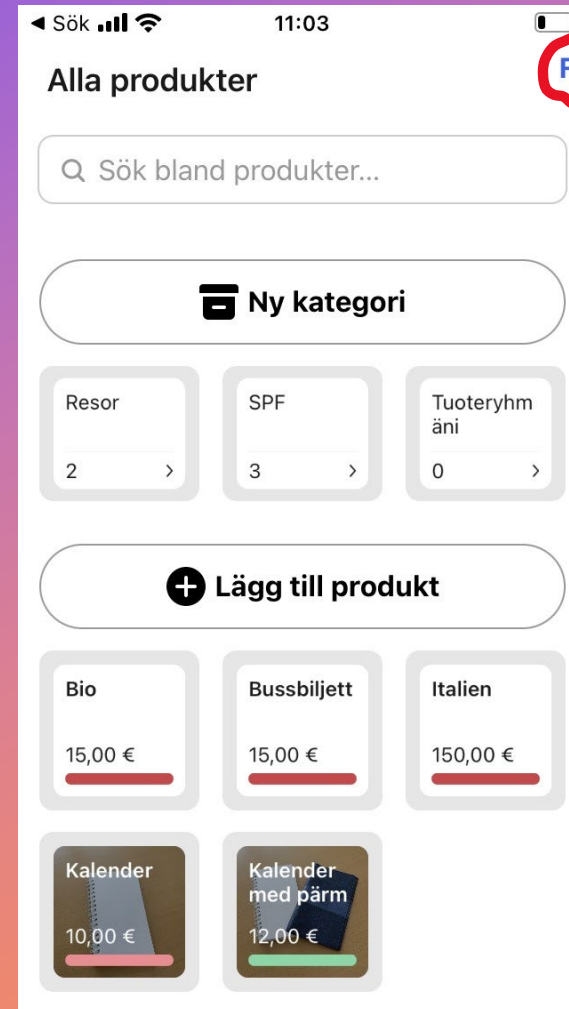 Sök 11:03
Alla produkter
F
Sök bland produkter...
Ny kategori
Resor SPF Tuoteryhm
äni
2 3 0
Lägg till produkt
Bio Bussbiljett Italien
15,00 € 15,00 € 150,00 €
Kalender Kalender
med pärm
10,00 € 12,00 €